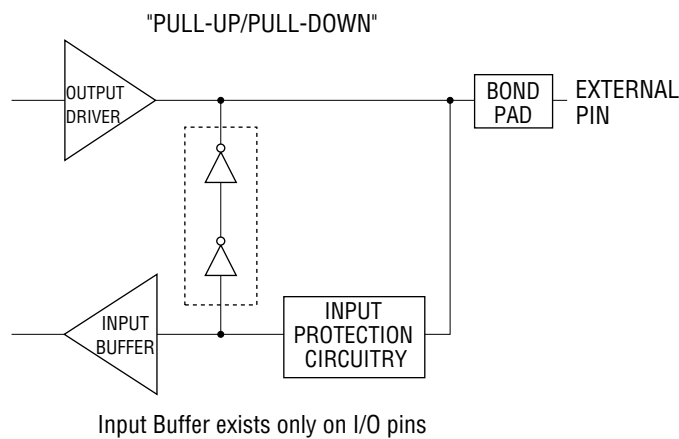 "PULL-UP/PULL-DOWN"
OUTPUT
DRIVER
BOND
PAD
EXTERNAL
PIN
INPUT
BUFFER
INPUT
PROTECTION
CIRCUITRY
Input Buffer exists only on I/O pins